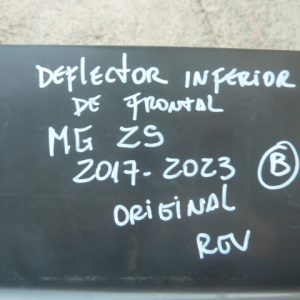 DEFLECTOR INFERIOR
DE FRONTAL
MG ZS
2017-2023 B
ORIGINAL
RGV